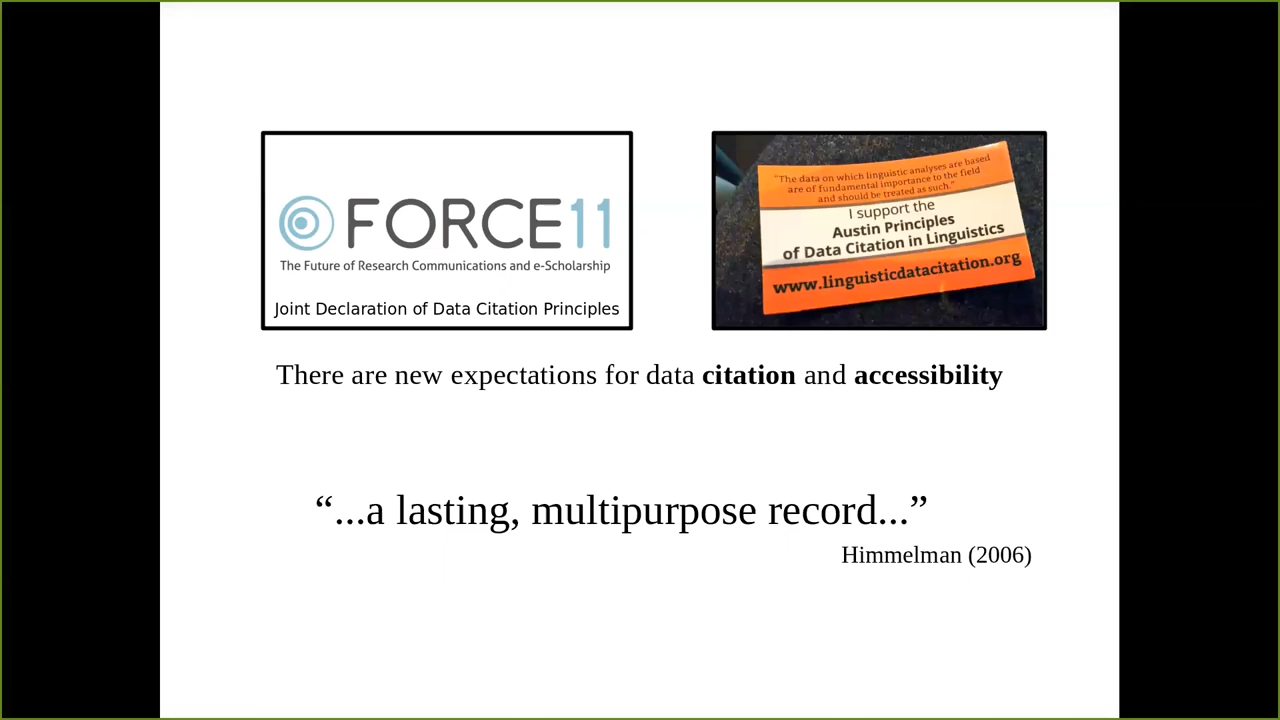 FORCE11
The Future of Research Communications and e-Scholarship
Joint Declaration of Data Citation Principles
"The data on which linguistic analyses are based
are of fundamental importance to the field
and should be treated as such."
I support the
Austin Principles
of Data Citation in Linguistics
www.linguisticdatacitation.org
There are new expectations for data citation and accessibility
“...a lasting, multipurpose record...”
Himmelman (2006)